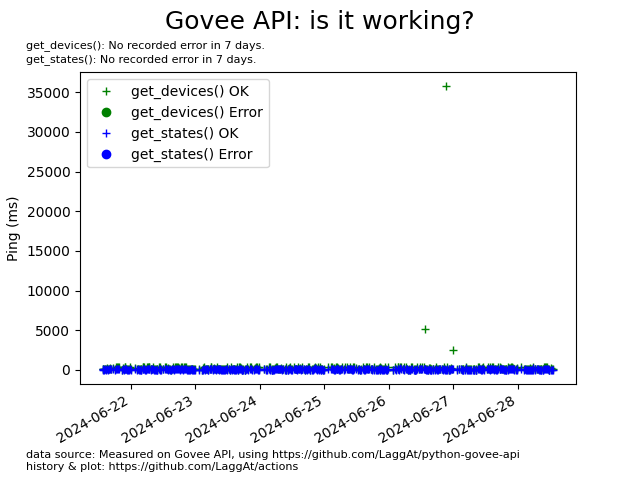 Govee API: is it working?
get_devices(): No recorded error in 7 days.
get_states(): No recorded error in 7 days.
get_devices() OK
get_devices() Error
get_states() OK
get_states() Error
Ping (ms)
35000
30000
25000
20000
15000
10000
5000
0
2024-06-22
2024-06-23
2024-06-24
2024-06-25
2024-06-26
2024-06-27
2024-06-28
data source: Measured on Govee API, using https://github.com/LaggAt/python-govee-api
history & plot: https://github.com/LaggAt/actions